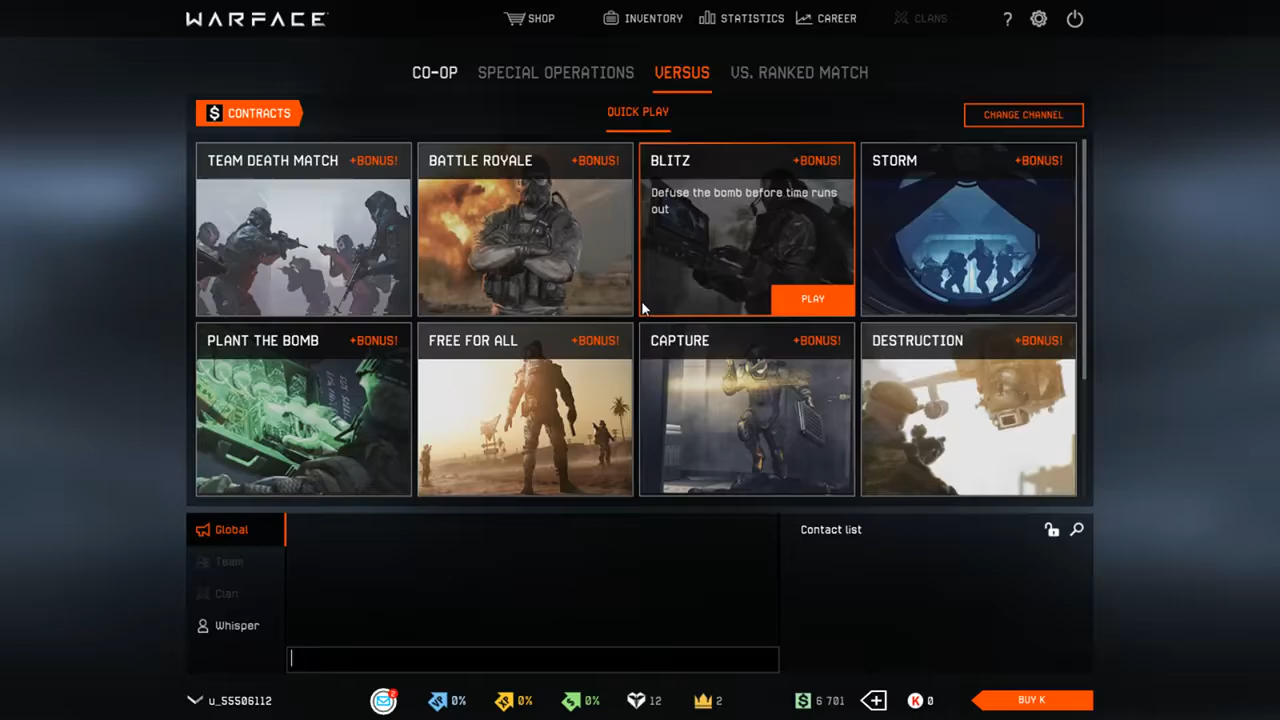 WARFACE
SHOP
INVENTORY
STATISTICS
CAREER
CLANS
?
CO-OP
SPECIAL OPERATIONS
VERSUS
VS. RANKED MATCH
$ CONTRACTS
QUICK PLAY
CHANGE CHANNEL
TEAM DEATH MATCH +BONUS!
BATTLE ROYALE +BONUS!
BLITZ +BONUS!
Defuse the bomb before time runs
out
PLAY
STORM +BONUS!
PLANT THE BOMB +BONUS!
FREE FOR ALL +BONUS!
CAPTURE +BONUS!
DESTRUCTION +BONUS!
Global
Team
Clan
Whisper
Contact list
u_55506112
2
0%
0%
0%
12
2
$ 6 701
K 0
BUY K